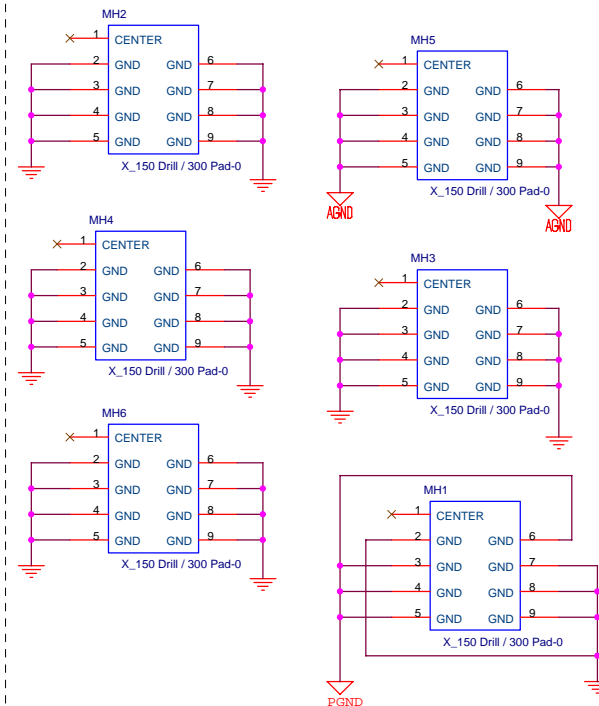 MH2
1 CENTER
2 GND GND 6
3 GND GND 7
4 GND GND 8
5 GND GND 9
X_150 Drill / 300 Pad-0
MH5
1 CENTER
2 GND GND 6
3 GND GND 7
4 GND GND 8
5 GND GND 9
X_150 Drill / 300 Pad-0
AGND
AGND
MH4
1 CENTER
2 GND GND 6
3 GND GND 7
4 GND GND 8
5 GND GND 9
X_150 Drill / 300 Pad-0
MH3
1 CENTER
2 GND GND 6
3 GND GND 7
4 GND GND 8
5 GND GND 9
X_150 Drill / 300 Pad-0
MH6
1 CENTER
2 GND GND 6
3 GND GND 7
4 GND GND 8
5 GND GND 9
X_150 Drill / 300 Pad-0
MH1
1 CENTER
2 GND GND 6
3 GND GND 7
4 GND GND 8
5 GND GND 9
X_150 Drill / 300 Pad-0
PGND